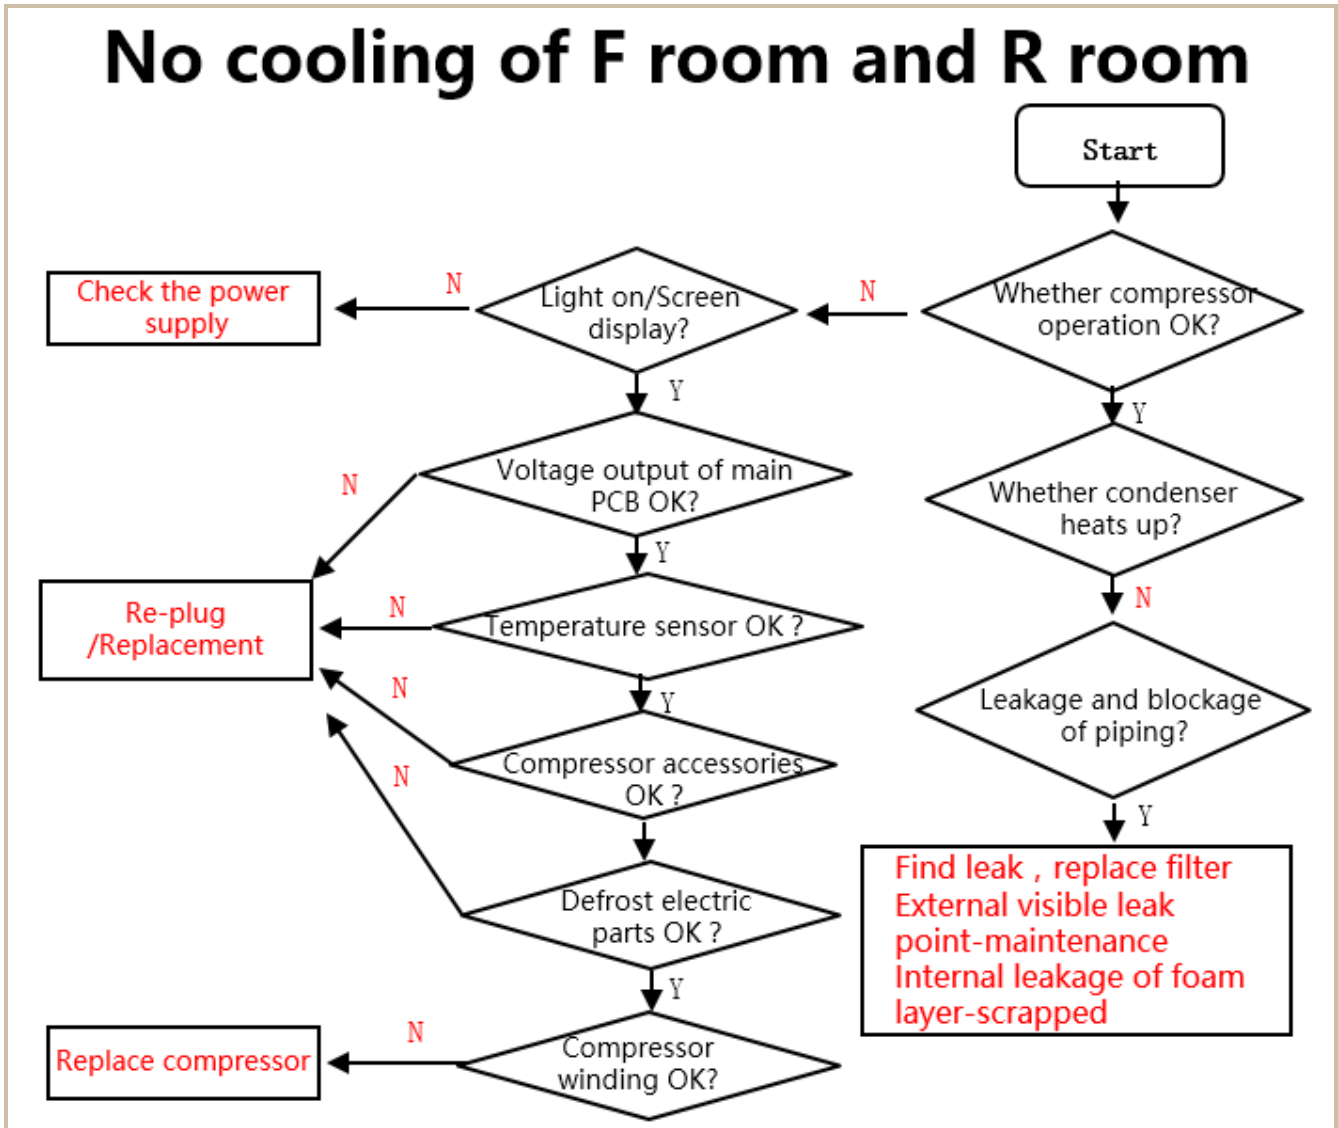 No cooling of F room and R room
Start
Check the power
supply
N
Light on/Screen
display?
N
Whether compressor
operation OK?
Y
Y
N
Voltage output of main
PCB OK?
Whether condenser
heats up?
Y
N
Re-plug
/Replacement
N
Temperature sensor OK ?
N
Y
Leakage and blockage
of piping?
N
Compressor accessories
OK ?
Y
Find leak , replace filter
External visible leak
point-maintenance
Internal leakage of foam
layer-scrapped
Defrost electric
parts OK ?
Y
Replace compressor
N
Compressor
winding OK?